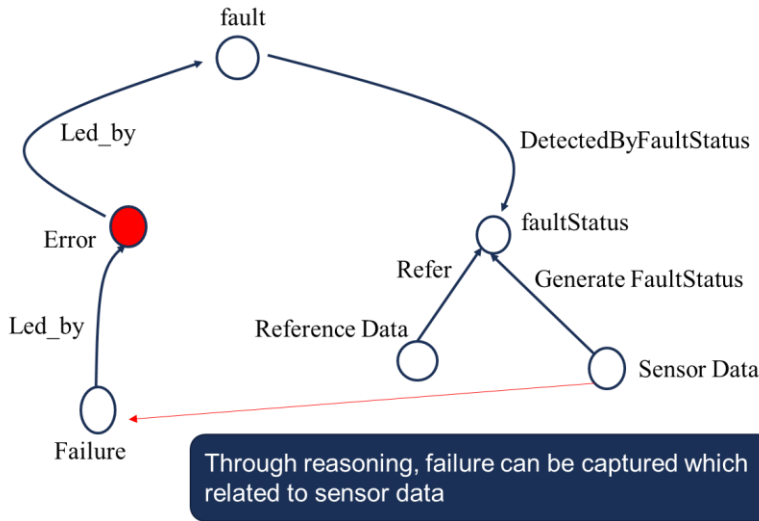 fault
Led_by
DetectedByFaultStatus
Error
faultStatus
Refer
Generate FaultStatus
Led_by
Reference Data
Sensor Data
Failure
Through reasoning, failure can be captured which
related to sensor data